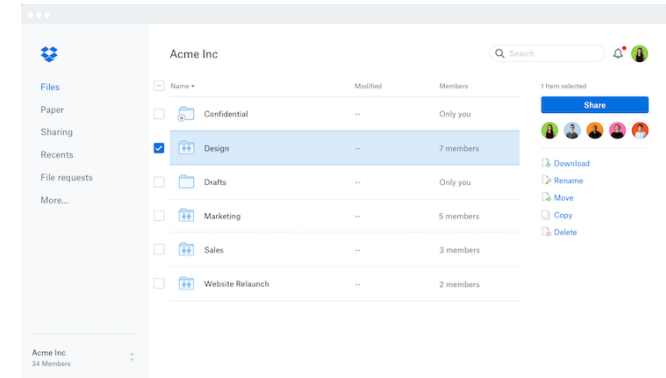 Acme Inc
Search
Files
Paper
Sharing
Recents
File requests
More...
Name
Modified
Members
Confidential
--
Only you
Design
--
7 members
Drafts
--
Only you
Marketing
--
5 members
Sales
--
3 members
Website Relaunch
--
2 members
1 Item selected
Share
Download
Rename
Move
Copy
Delete
Acme Inc
34 Members